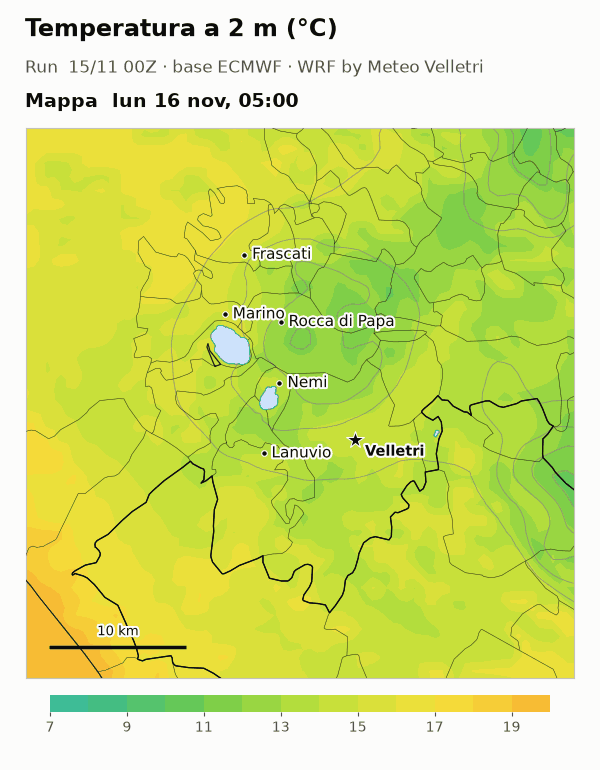 Temperatura a 2 m (°C)
Run  15/11 00Z · base ECMWF · WRF by Meteo Velletri
Mappa  lun 16 nov, 05:00
Frascati
Marino
Rocca di Papa
Nemi
Lanuvio
Velletri
10 km
7 9 11 13 15 17 19